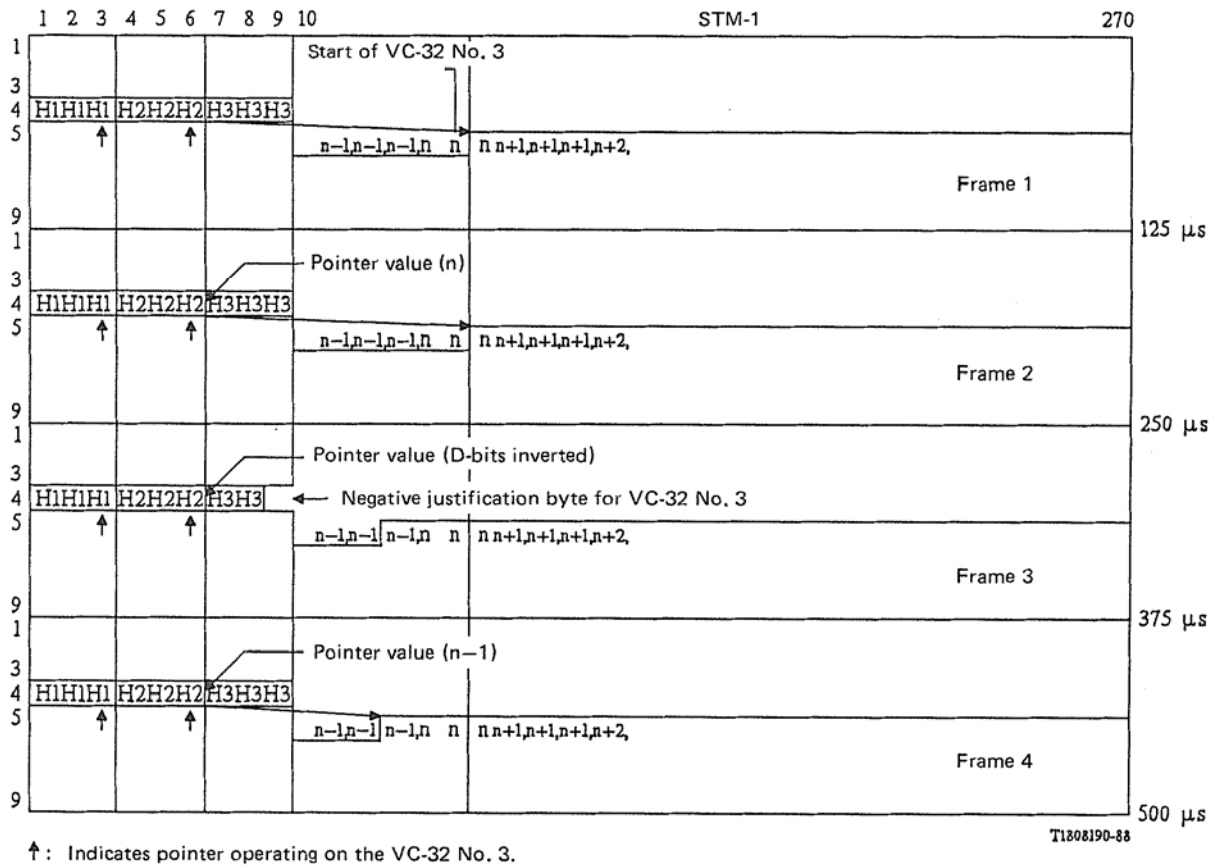 1 2 3 4 5 6 7 8 9 10 STM-1 270
1
Start of VC-32 No. 3
3
4 H1H1H1 H2H2H2 H3H3H3
5
n−1,n−1,n−1,n n n n+1,n+1,n+1,n+2,
Frame 1
9
125 µs
1
Pointer value (n)
3
4 H1H1H1 H2H2H2 H3H3H3
5
n−1,n−1,n−1,n n n n+1,n+1,n+1,n+2,
Frame 2
9
250 µs
1
Pointer value (D-bits inverted)
3
4 H1H1H1 H2H2H2 H3H3 Negative justification byte for VC-32 No. 3
5
n−1,n−1 n−1,n n n n+1,n+1,n+1,n+2,
Frame 3
9
375 µs
1
Pointer value (n−1)
3
4 H1H1H1 H2H2H2 H3H3H3
5
n−1,n−1 n−1,n n n n+1,n+1,n+1,n+2,
Frame 4
9
500 µs
T1808190-88
↑ : Indicates pointer operating on the VC-32 No. 3.